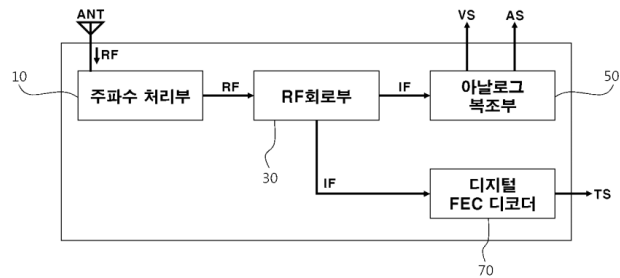 ANT
VS
AS
RF
10
주파수 처리부
RF
RF회로부
IF
아날로그
복조부
50
30
IF
디지털
FEC 디코더
TS
70